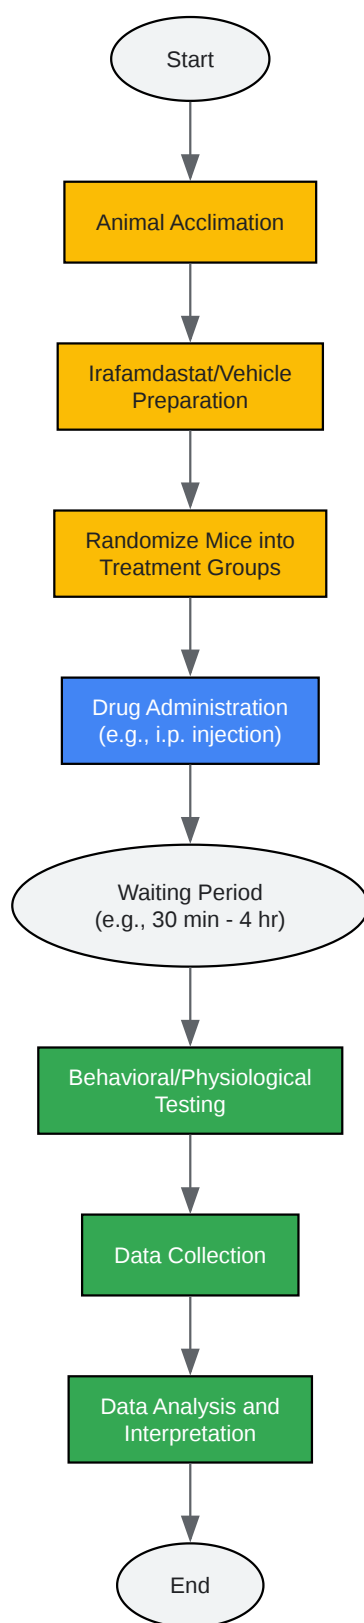 Start
Animal Acclimation
Irafamdastat/Vehicle
Preparation
Randomize Mice into
Treatment Groups
Drug Administration
(e.g., i.p. injection)
Waiting Period
(e.g., 30 min - 4 hr)
Behavioral/Physiological
Testing
Data Collection
Data Analysis and
Interpretation
End